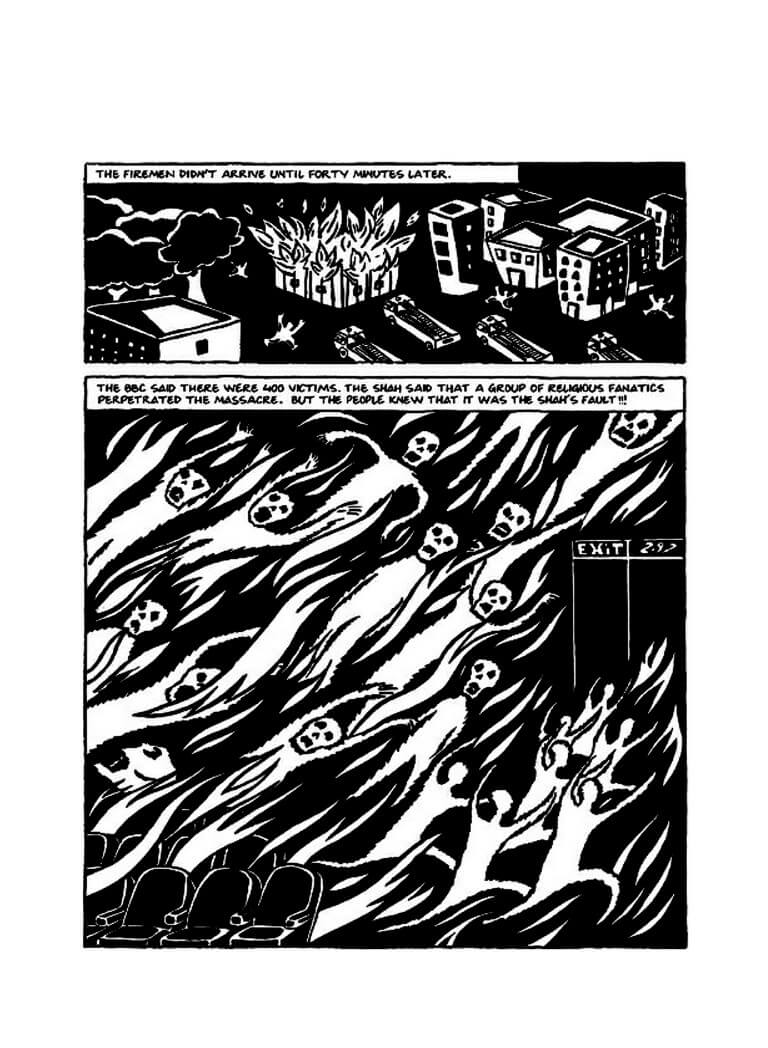 THE FIREMEN DIDN'T ARRIVE UNTIL FORTY MINUTES LATER.
THE BBC SAID THERE WERE 400 VICTIMS. THE SHAH SAID THAT A GROUP OF RELIGIOUS FANATICS
PERPETRATED THE MASSACRE. BUT THE PEOPLE KNEW THAT IT WAS THE SHAH'S FAULT!!!
EXIT